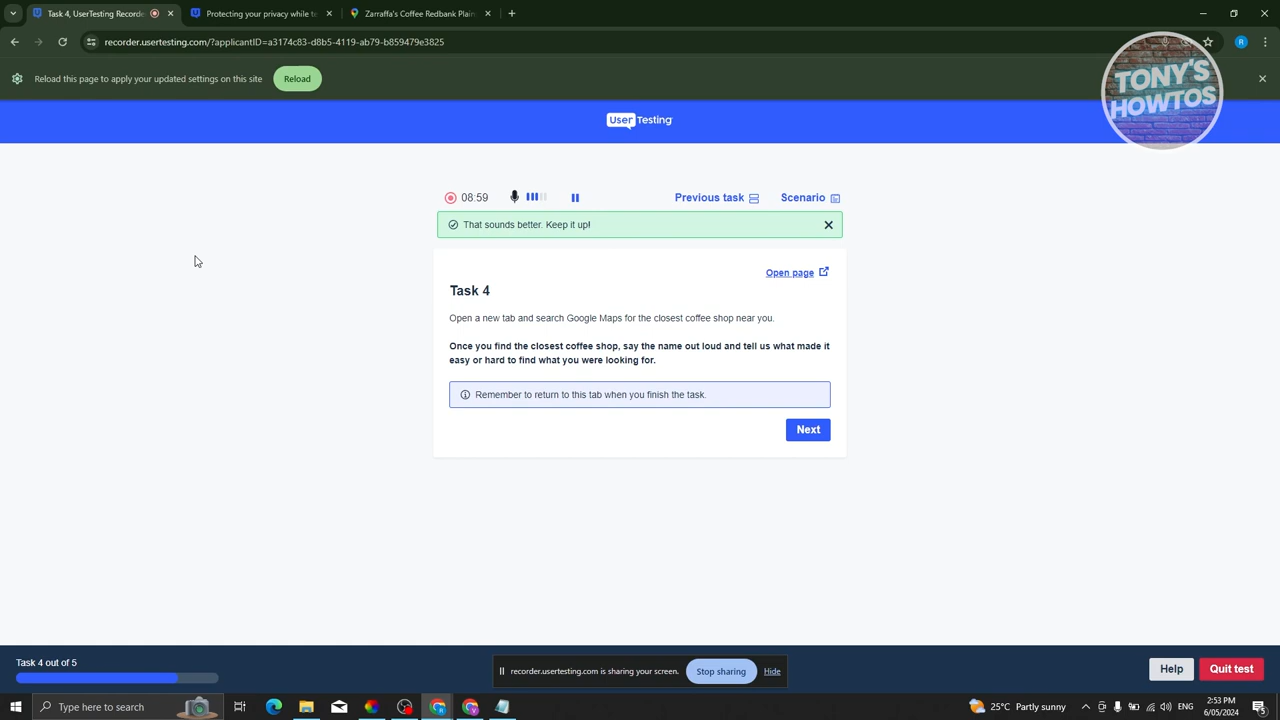 Task 4, UserTesting Recorder
Protecting your privacy while te
Zarraffa's Coffee Redbank Plain
recorder.usertesting.com/?applicantID=a3174c83-d8b5-4119-ab79-b859479e3825
R
Reload this page to apply your updated settings on this site
Reload
TONY'S
HOWTOS
UserTesting
08:59
Previous task
Scenario
That sounds better. Keep it up!
Open page
Task 4
Open a new tab and search Google Maps for the closest coffee shop near you.
Once you find the closest coffee shop, say the name out loud and tell us what made it
easy or hard to find what you were looking for.
Remember to return to this tab when you finish the task.
Next
Task 4 out of 5
recorder.usertesting.com is sharing your screen.
Stop sharing
Hide
Help
Quit test
Type here to search
25°C Partly sunny
ENG
2:53 PM
6/05/2024